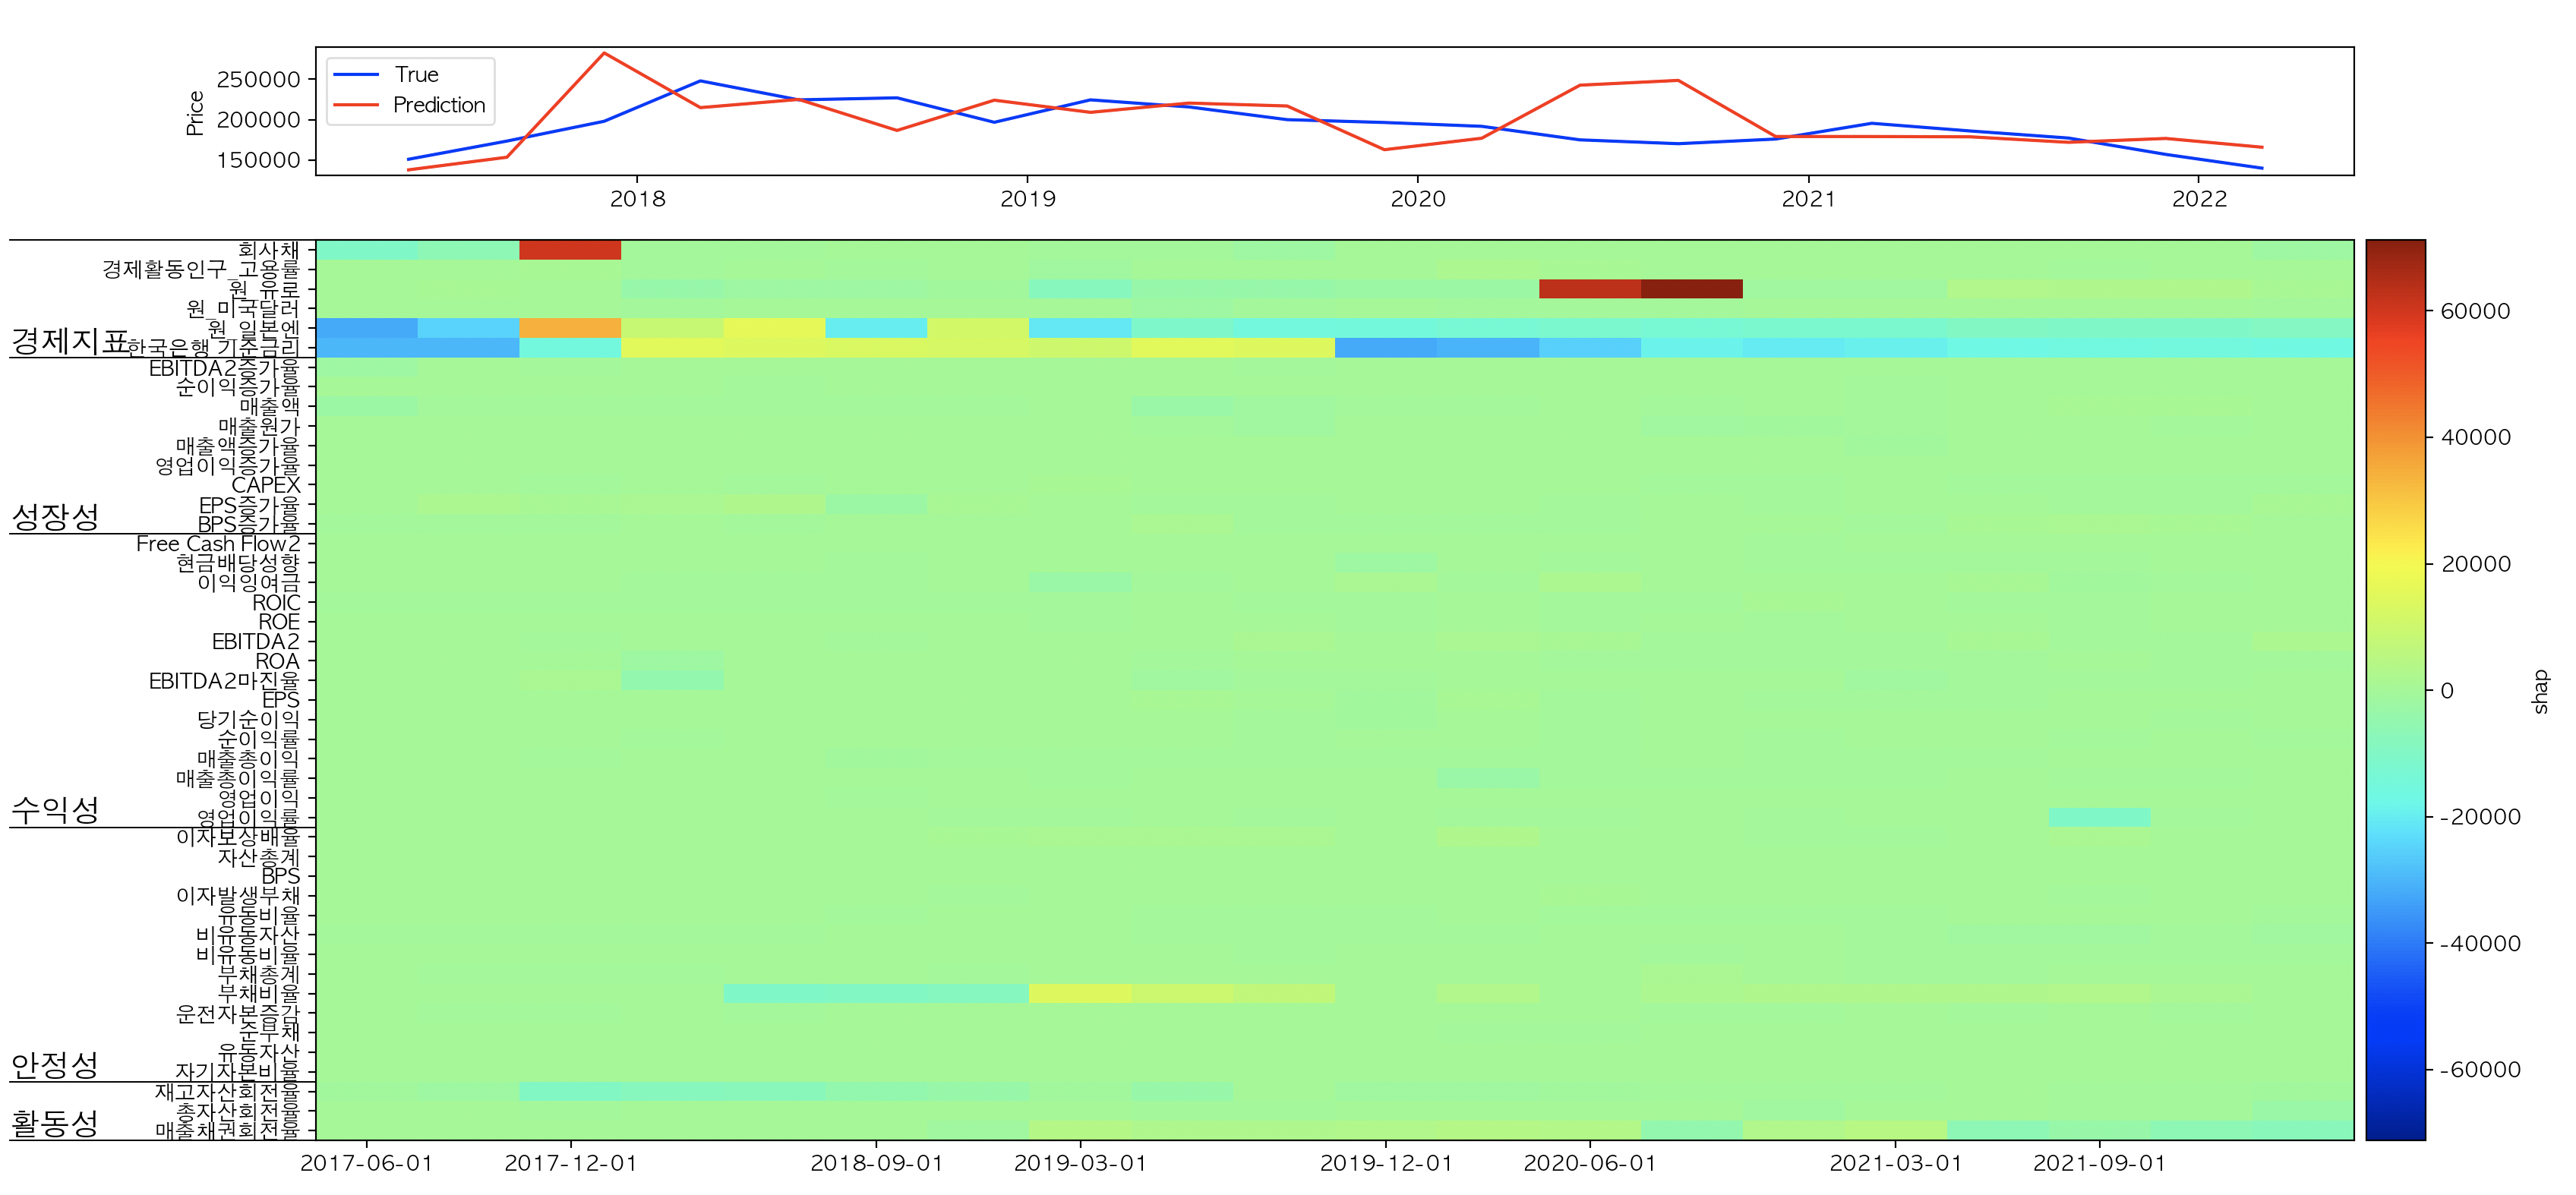 True
Prediction
Price
250000
200000
150000
2018
2019
2020
2021
2022
회사채
경제활동인구_고용률
원_유로
원_미국달러
원_일본엔
한국은행 기준금리
경제지표
EBITDA2증가율
순이익증가율
매출액
매출원가
매출액증가율
영업이익증가율
CAPEX
EPS증가율
BPS증가율
성장성
Free Cash Flow2
현금배당성향
이익잉여금
ROIC
ROE
EBITDA2
ROA
EBITDA2마진율
EPS
당기순이익
순이익률
매출총이익
매출총이익률
영업이익
영업이익률
수익성
이자보상배율
자산총계
BPS
이자발생부채
유동비율
비유동자산
비유동비율
부채총계
부채비율
운전자본증감
순부채
유동자산
자기자본비율
안정성
재고자산회전율
총자산회전율
매출채권회전율
활동성
2017-06-01
2017-12-01
2018-09-01
2019-03-01
2019-12-01
2020-06-01
2021-03-01
2021-09-01
60000
40000
20000
0
-20000
-40000
-60000
shap